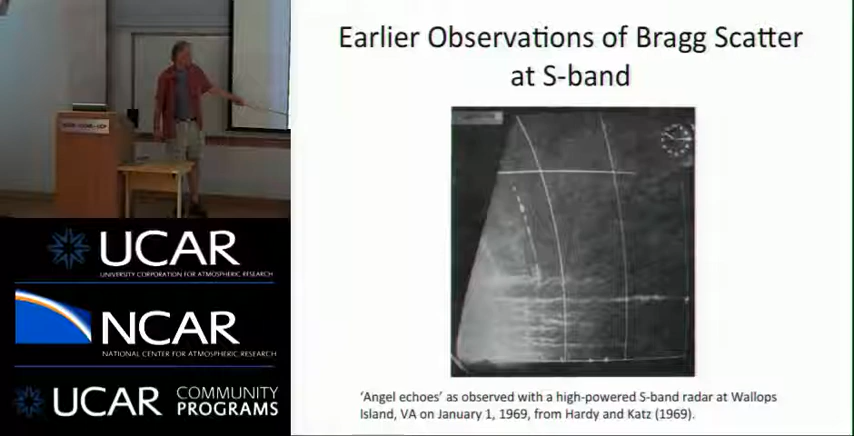 Earlier Observations of Bragg Scatter
at S-band
UCAR
UNIVERSITY CORPORATION FOR ATMOSPHERIC RESEARCH
NCAR
NATIONAL CENTER FOR ATMOSPHERIC RESEARCH
UCAR COMMUNITY
PROGRAMS
'Angel echoes' as observed with a high-powered S-band radar at Wallops
Island, VA on January 1, 1969, from Hardy and Katz (1969).